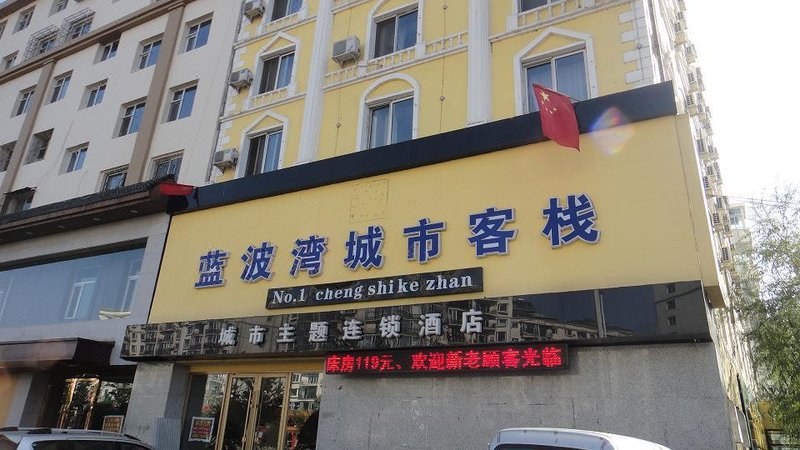 蓝波湾城市客栈
No.1 cheng shi ke zhan
城市主题连锁酒店
床房119元、欢迎新老顾客光临